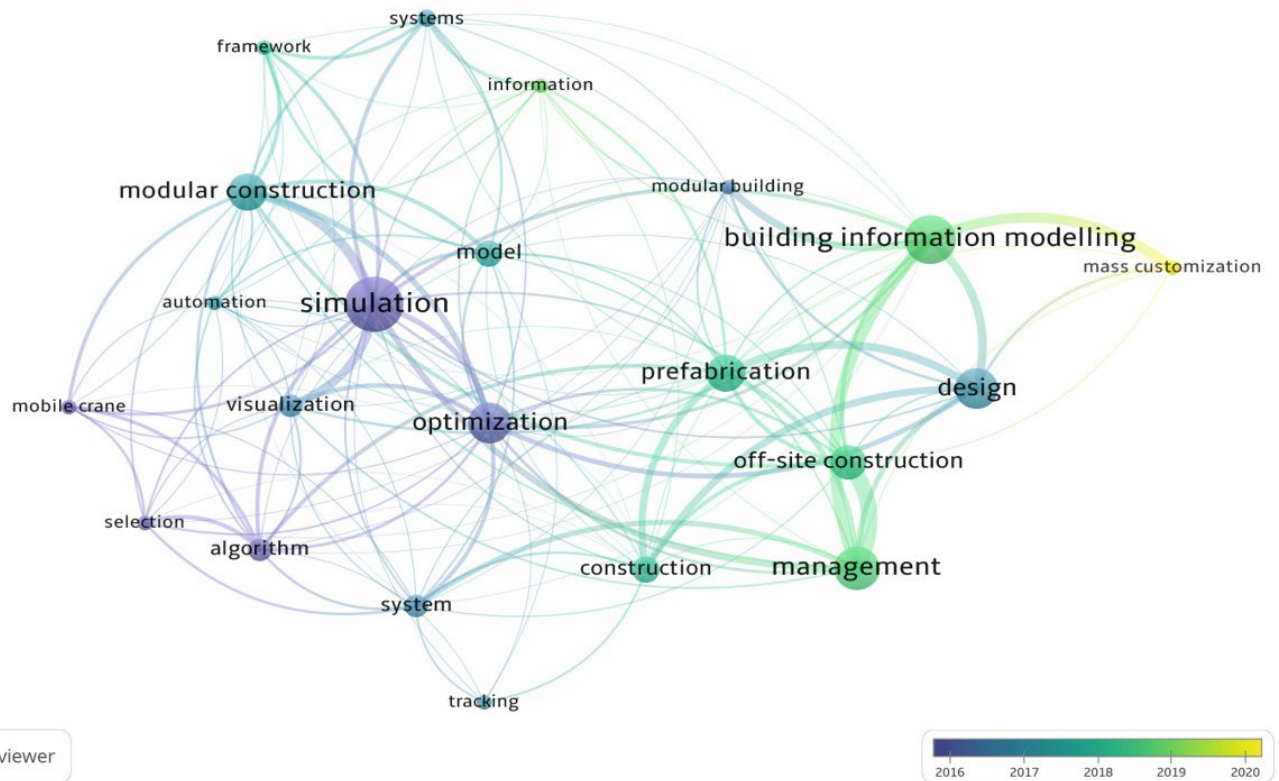 systems
framework
information
modular construction
modular building
building information modelling
model
mass customization
automation
simulation
prefabrication
design
mobile crane
visualization
optimization
off-site construction
selection
algorithm
construction
management
system
tracking
viewer
2016 2017 2018 2019 2020